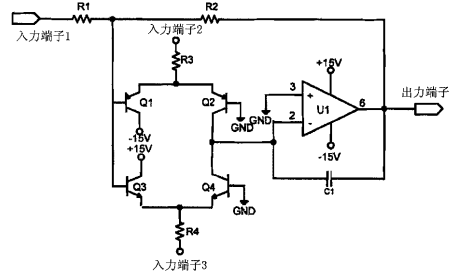 R1
R2
入力端子1
入力端子2
R3
+15V
出力端子
Q1
Q2
3
+
U1
6
GND
GND
2
-
-15V
+15V
-15V
C1
Q3
Q4
GND
R4
入力端子3